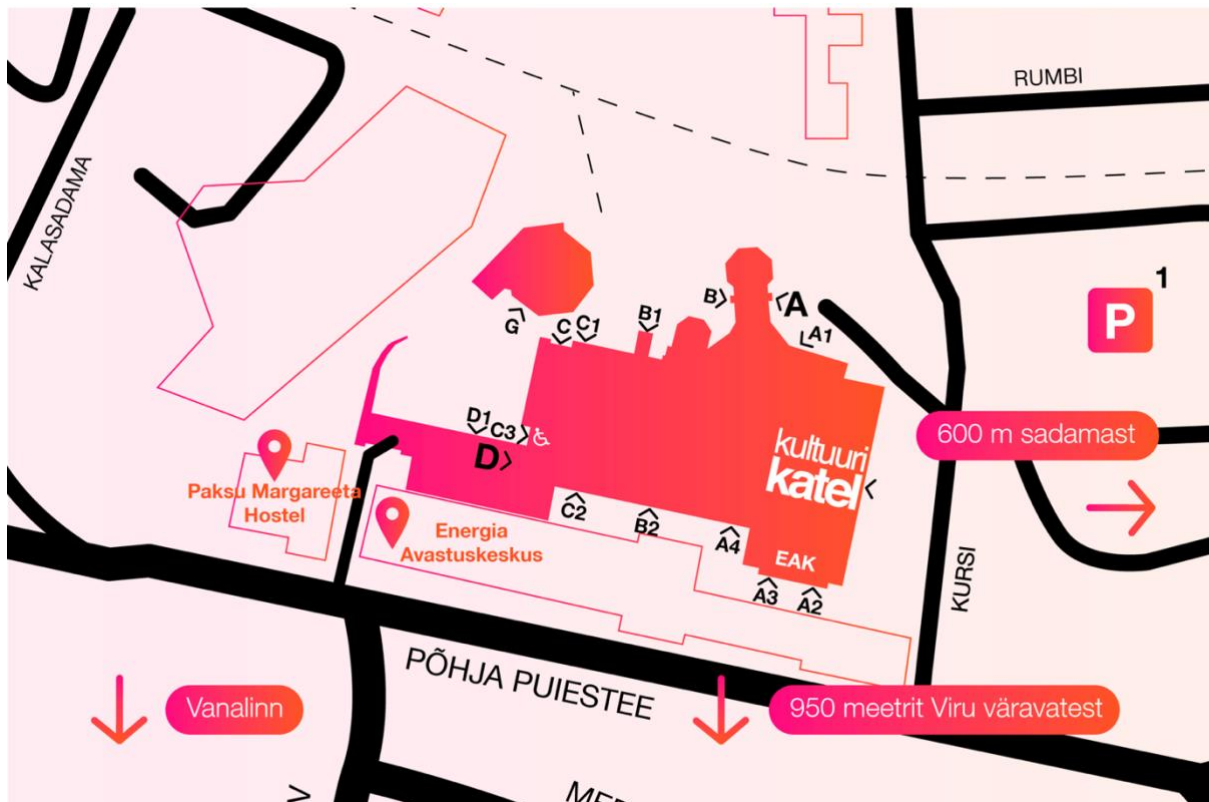 RUMBI
KALASADAMA
1
P
B
A
A1
B1
C
C1
G
600 m sadamast
D1
C3
D
kultuuri
katel
Paksu Margareeta
Hostel
Energia
Avastuskeskus
C2
B2
A4
EAK
A3
A2
KURSI
PÕHJA PUIESTEE
Vanalinn
950 meetrit Viru väravatest